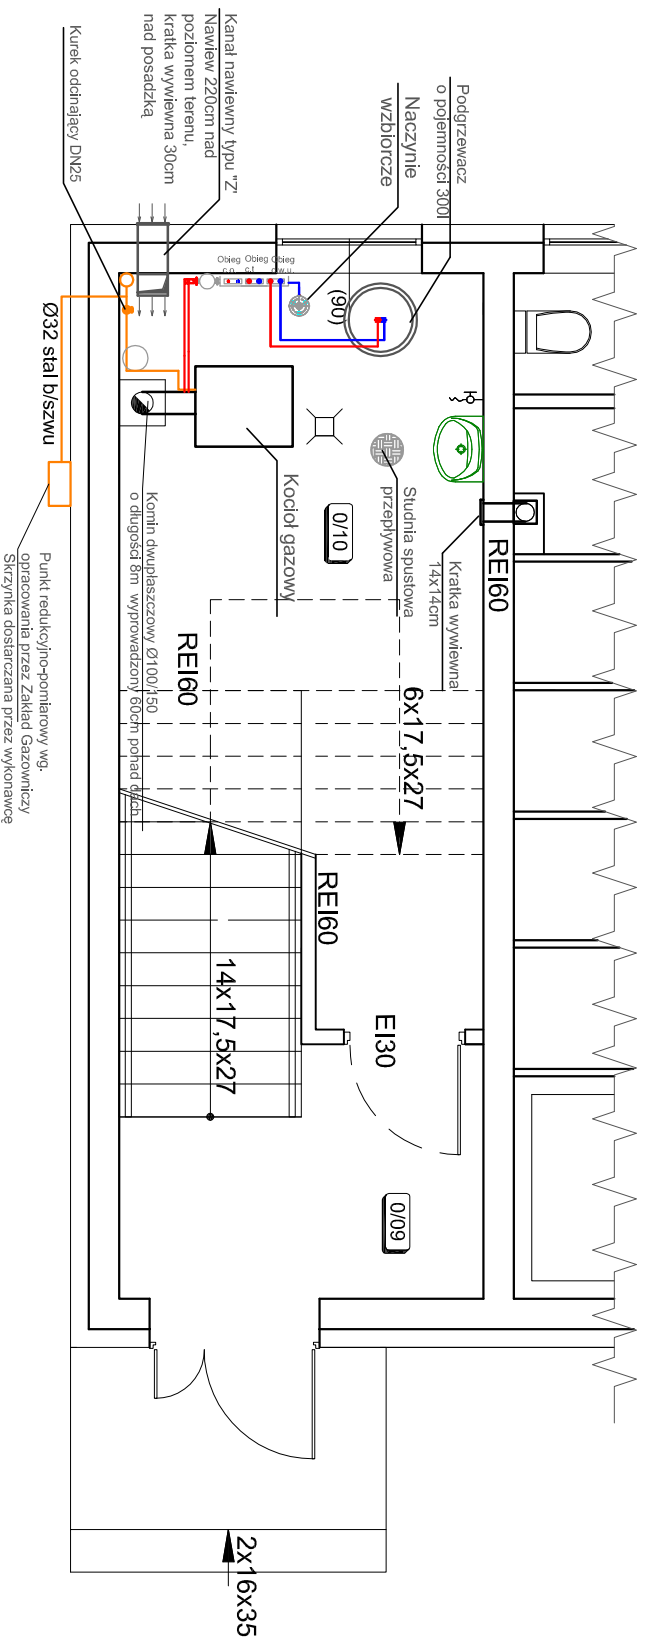 Kurek odcinający DN25
Kanał nawiewny typu "Z"
Nawiew 220cm nad
poziomem terenu,
kratka wywiewna 30cm
nad posadzką
Naczynie
wzbiorcze
Podgrzewacz
o pojemności 300l
Obieg
c.o.
Obieg
c.t.
Obieg
c.w.u.
(90)
Ø32 stal b/szwu
Kocioł gazowy
0/10
Studnia spustowa
przepływowa
Kratka wywiewna
14x14cm
REI60
Komin dwupłaszczowy Ø100/150
o długości 8m wyprowadzony 60cm ponad dach
Punkt redukcyjno-pomiarowy wg.
opracowania przez Zakład Gazowniczy
Skrzynka dostarczana przez wykonawcę
REI60
6x17,5x27
REI60
14x17,5x27
EI30
0/09
2x16x35